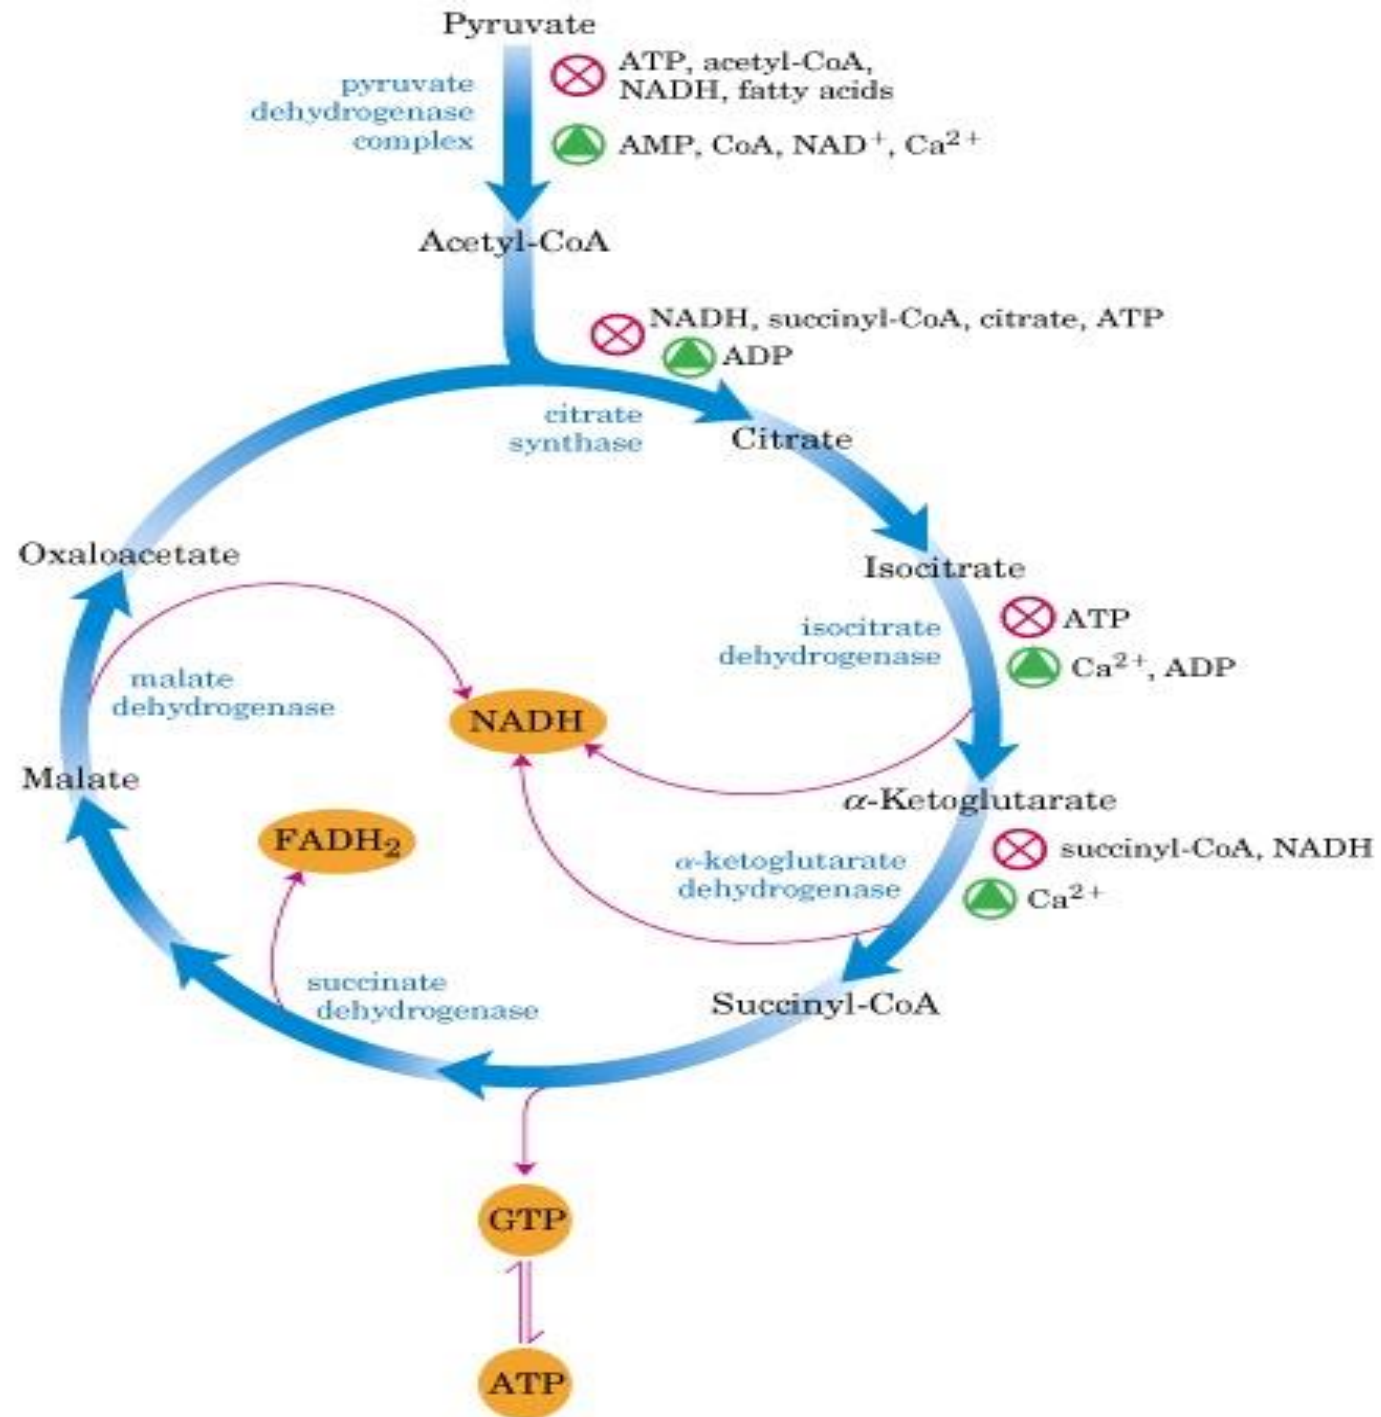 Pyruvate
ATP, acetyl-CoA,
NADH, fatty acids
pyruvate
dehydrogenase
complex
AMP, CoA, NAD⁺, Ca²⁺
Acetyl-CoA
NADH, succinyl-CoA, citrate, ATP
ADP
citrate
synthase
Citrate
Oxaloacetate
Isocitrate
ATP
isocitrate
dehydrogenase
Ca²⁺, ADP
malate
dehydrogenase
NADH
Malate
α-Ketoglutarate
FADH₂
succinyl-CoA, NADH
α-ketoglutarate
dehydrogenase
Ca²⁺
succinate
dehydrogenase
Succinyl-CoA
GTP
ATP